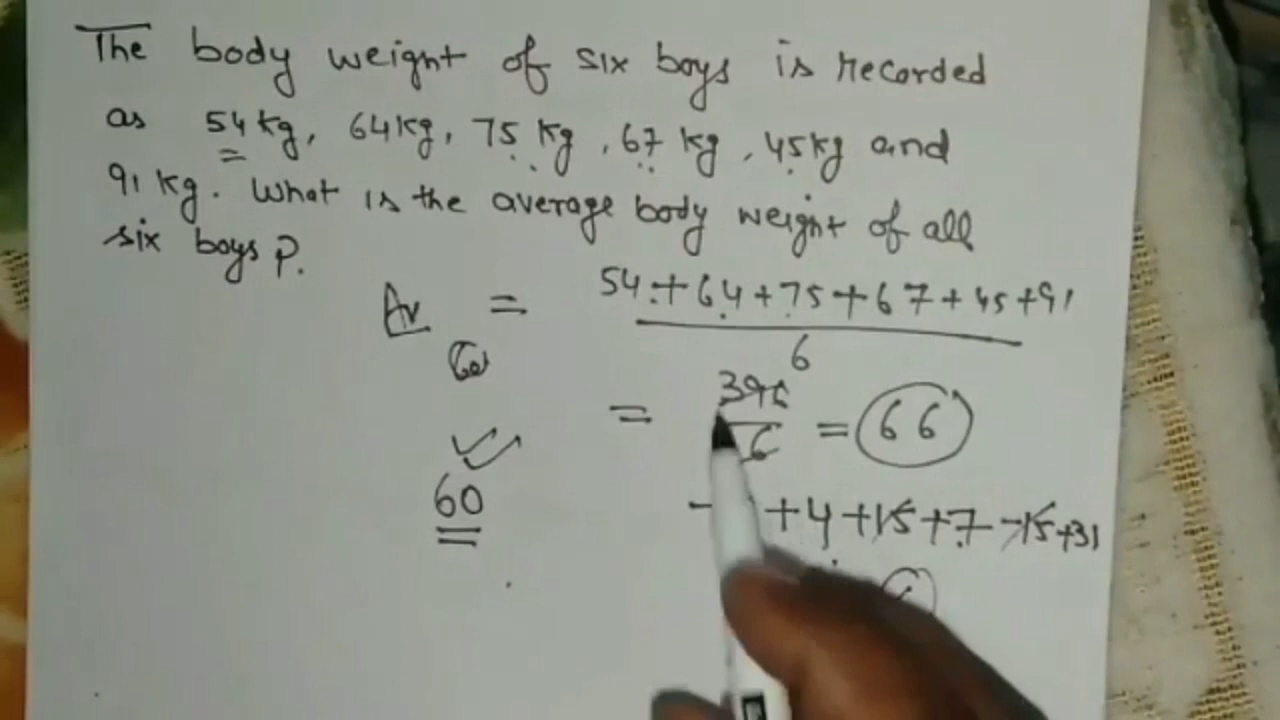 The body weight of six boys is recorded
as 54 kg, 64 kg, 75 kg, 67 kg, 45 kg and
91 kg. What is the average body weight of all
six boys ?.
Av = 54 + 64 + 75 + 67 + 45 + 91
6
= 396 = 66
6
60
- + 4 + 15 + 7 - 15 + 31